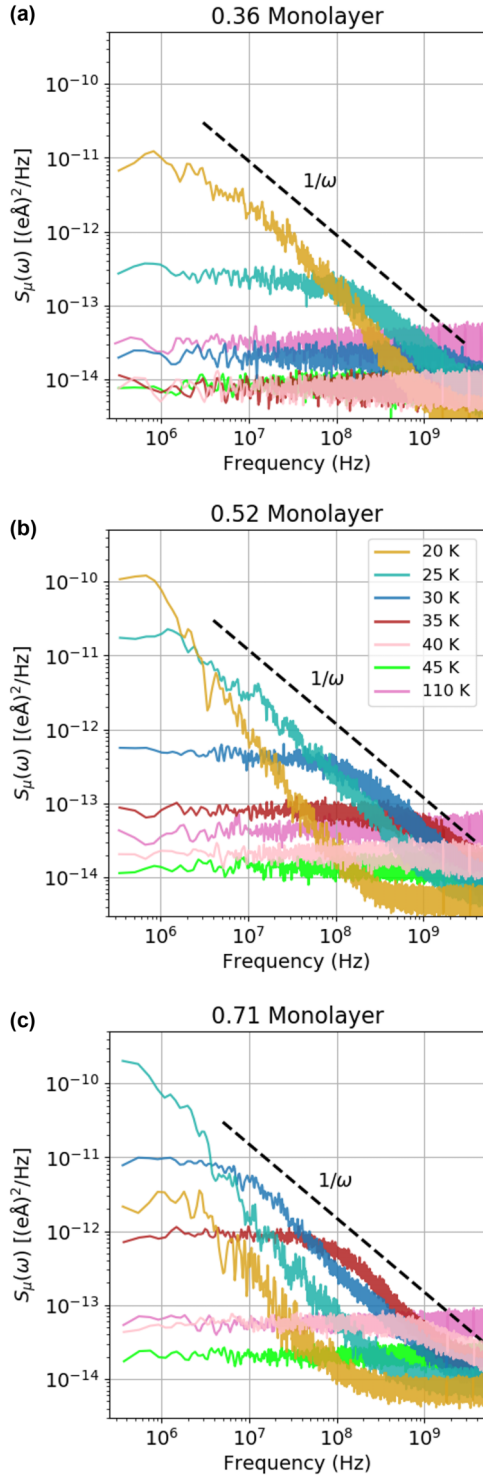 (a)
0.36 Monolayer
10⁻¹⁰
10⁻¹¹
10⁻¹²
10⁻¹³
10⁻¹⁴
Sμ(ω) [(eÅ)²/Hz]
1/ω
10⁶ 10⁷ 10⁸ 10⁹
Frequency (Hz)
(b)
0.52 Monolayer
10⁻¹⁰
10⁻¹¹
10⁻¹²
10⁻¹³
10⁻¹⁴
Sμ(ω) [(eÅ)²/Hz]
1/ω
20 K
25 K
30 K
35 K
40 K
45 K
110 K
10⁶ 10⁷ 10⁸ 10⁹
Frequency (Hz)
(c)
0.71 Monolayer
10⁻¹⁰
10⁻¹¹
10⁻¹²
10⁻¹³
10⁻¹⁴
Sμ(ω) [(eÅ)²/Hz]
1/ω
10⁶ 10⁷ 10⁸ 10⁹
Frequency (Hz)